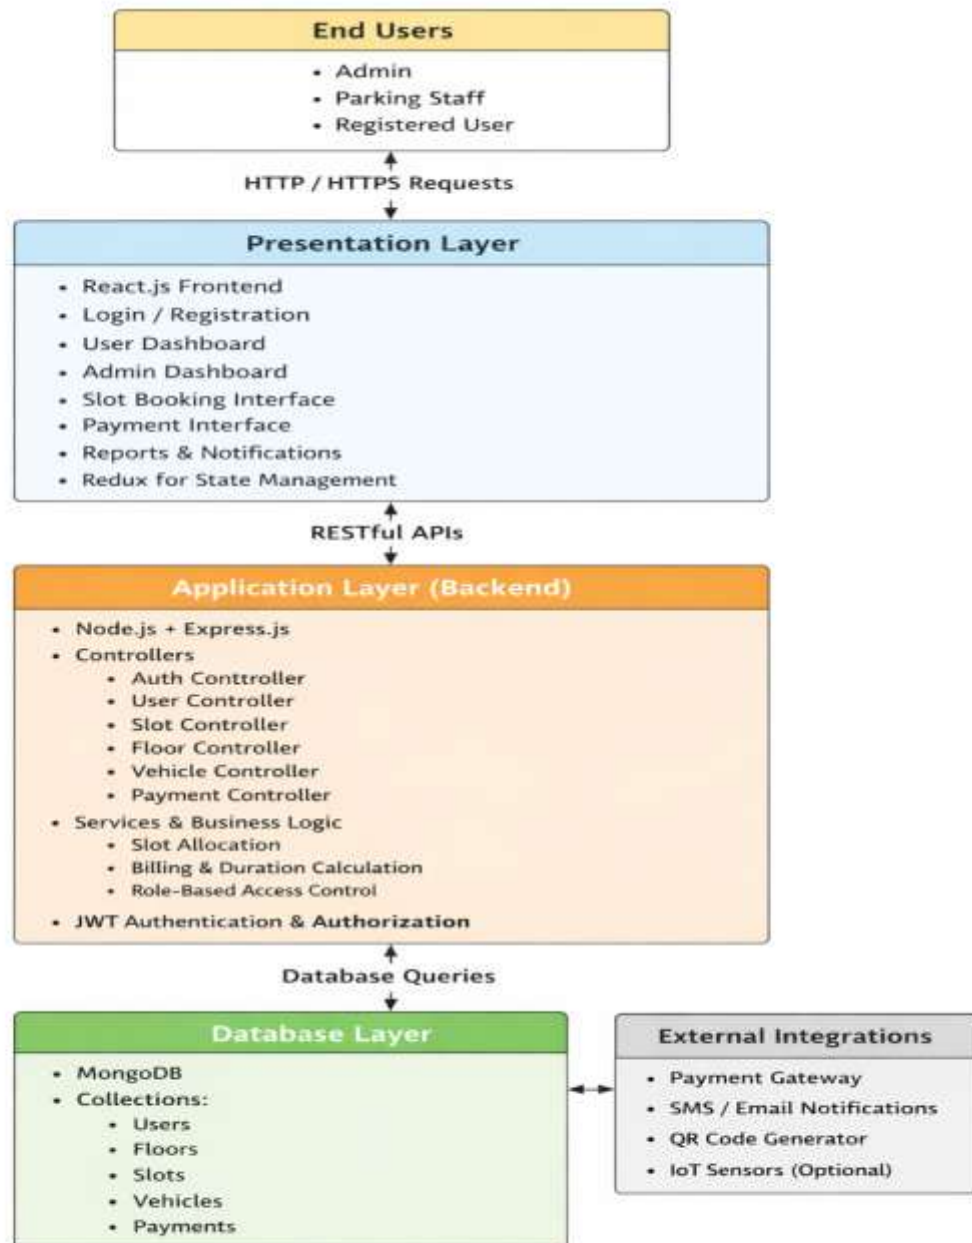 End Users
• Admin
• Parking Staff
• Registered User
HTTP / HTTPS Requests
Presentation Layer
• React.js Frontend
• Login / Registration
• User Dashboard
• Admin Dashboard
• Slot Booking Interface
• Payment Interface
• Reports & Notifications
• Redux for State Management
RESTful APIs
Application Layer (Backend)
• Node.js + Express.js
• Controllers
• Auth Conttroller
• User Controller
• Slot Controller
• Floor Controller
• Vehicle Controller
• Payment Controller
• Services & Business Logic
• Slot Allocation
• Billing & Duration Calculation
• Role-Based Access Control
• JWT Authentication & Authorization
Database Queries
Database Layer
• MongoDB
• Collections:
• Users
• Floors
• Slots
• Vehicles
• Payments
External Integrations
• Payment Gateway
• SMS / Email Notifications
• QR Code Generator
• IoT Sensors (Optional)